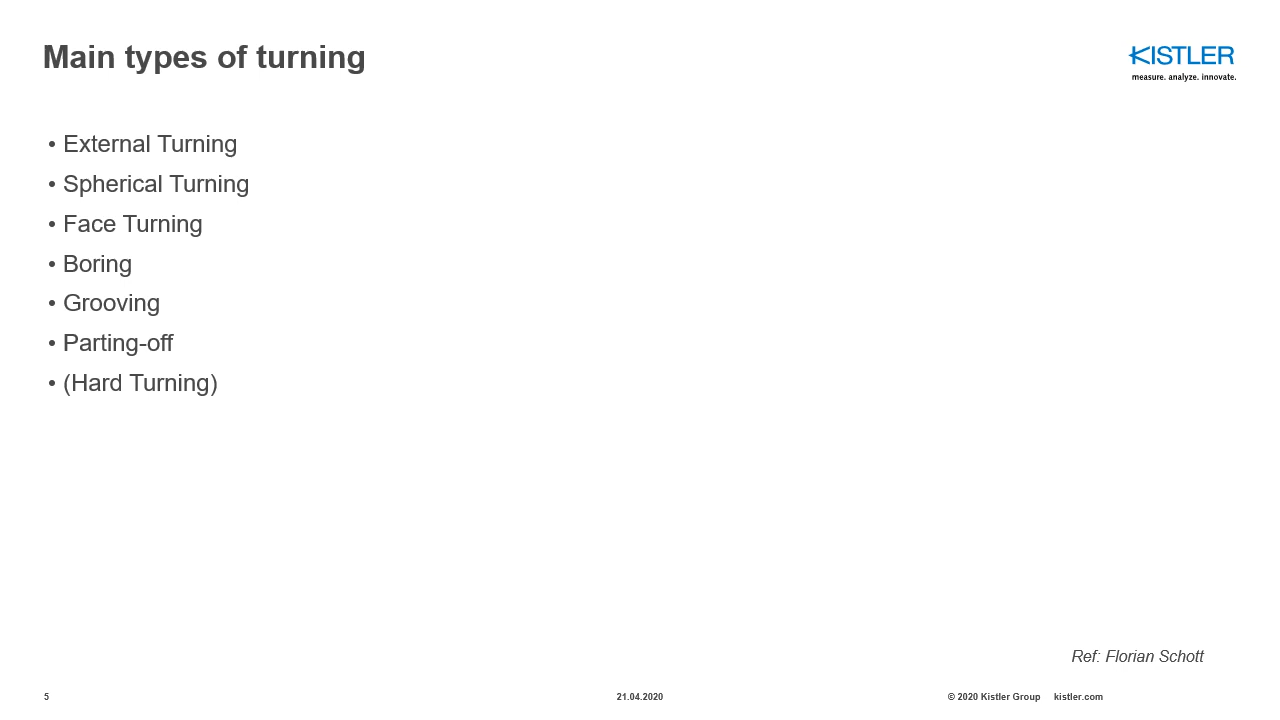 Main types of turning
KISTLER
measure. analyze. innovate.
• External Turning
• Spherical Turning
• Face Turning
• Boring
• Grooving
• Parting-off
• (Hard Turning)
Ref: Florian Schott
5 21.04.2020 © 2020 Kistler Group kistler.com